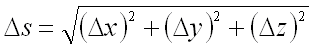 Δs = √((Δx)² + (Δy)² + (Δz)²)